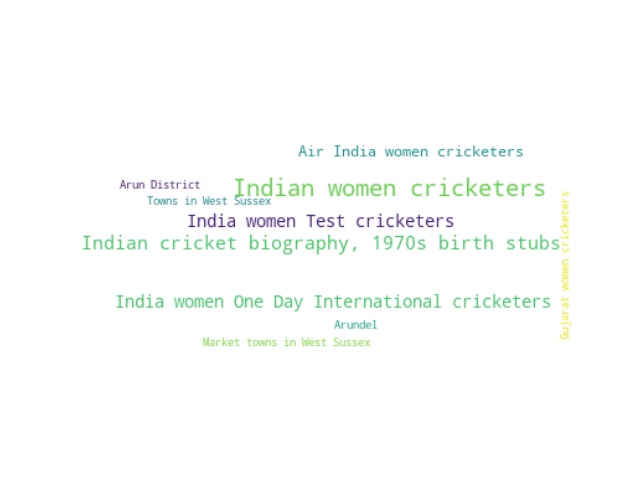 Air India women cricketers
Arun District
Indian women cricketers
Towns in West Sussex
India women Test cricketers
Indian cricket biography, 1970s birth stubs
India women One Day International cricketers
Arundel
Market towns in West Sussex
Gujarat women cricketers